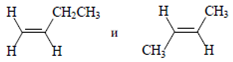 H CH₂CH₃
H H
и
H CH₃
CH₃ H